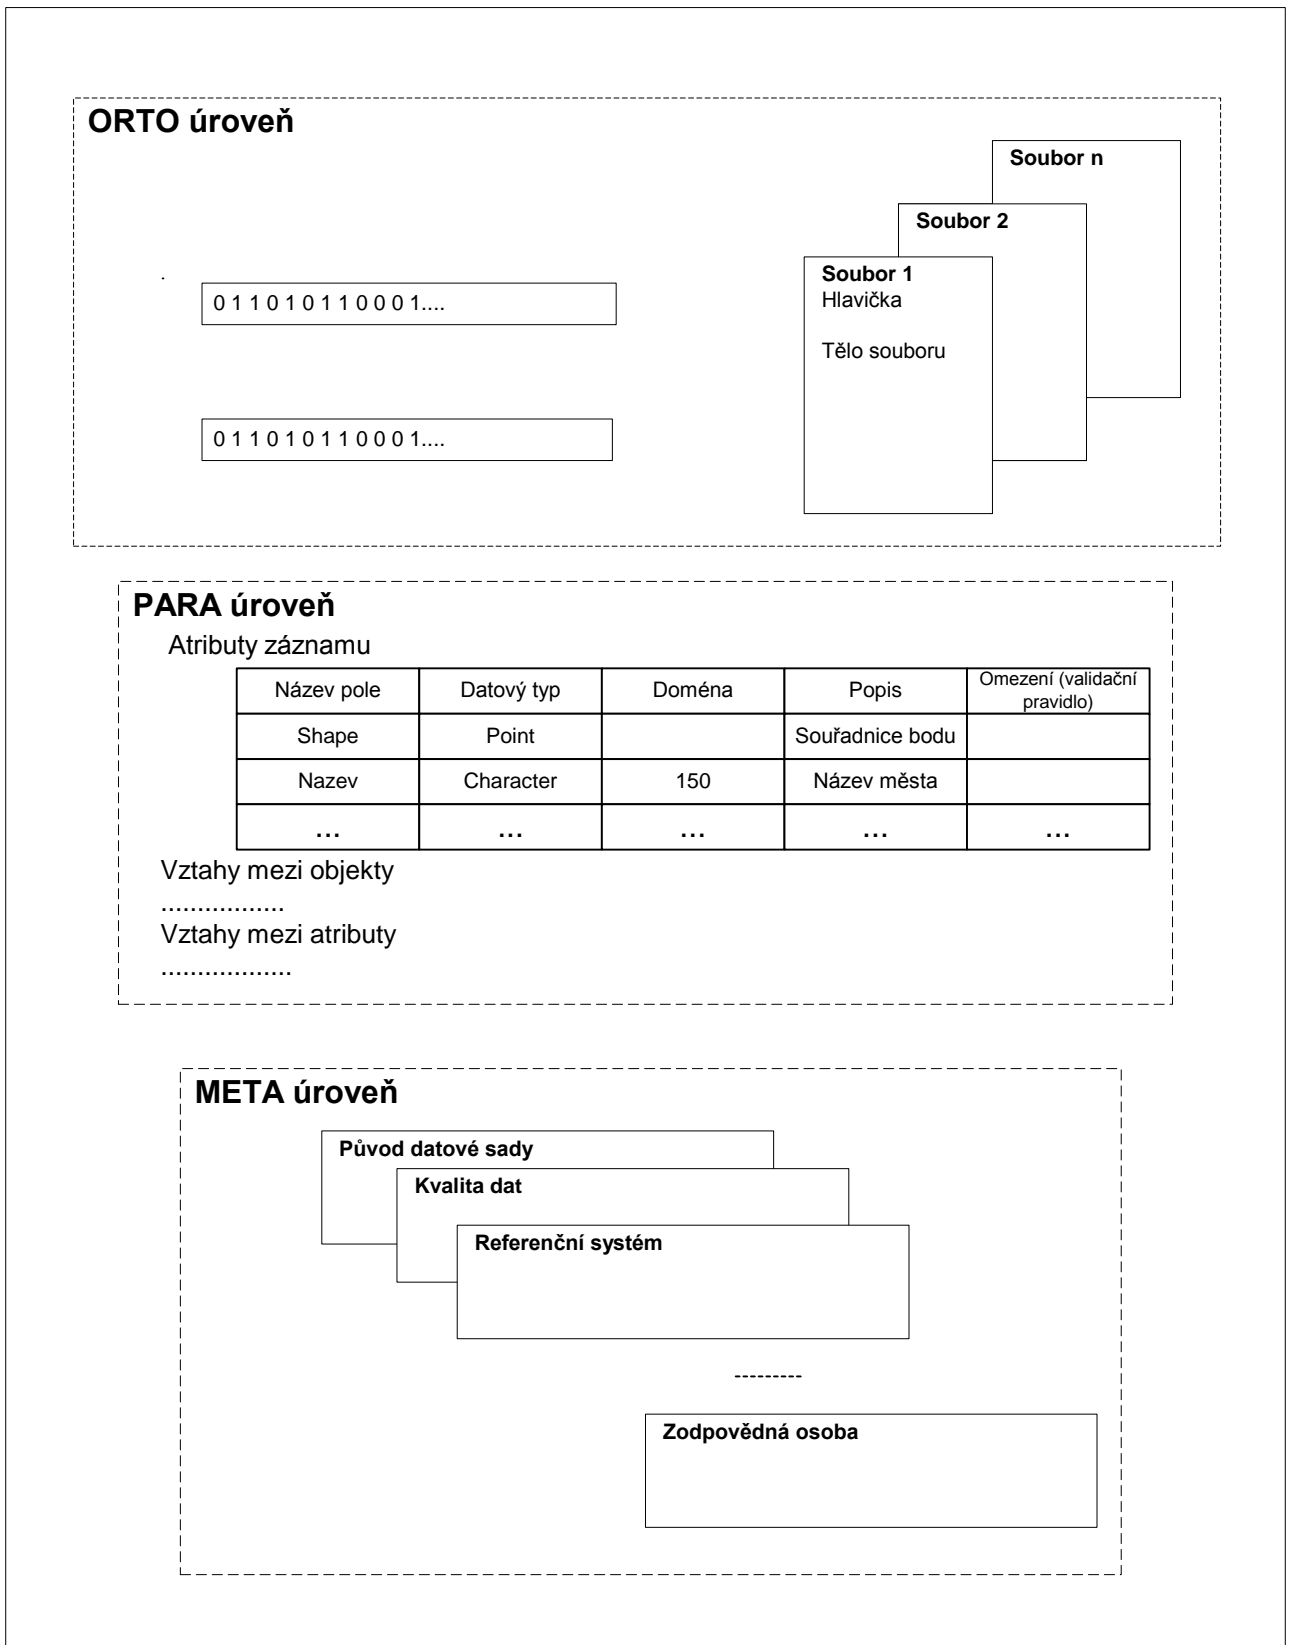 ORTO úroveň
Soubor n
Soubor 2
Soubor 1
Hlavička
Tělo souboru
.
0 1 1 0 1 0 1 1 0 0 0 1....
0 1 1 0 1 0 1 1 0 0 0 1....
PARA úroveň
Atributy záznamu
Název pole Datový typ Doména Popis Omezení (validační pravidlo)
Shape Point Souřadnice bodu
Nazev Character 150 Název města
... ... ... ... ...
Vztahy mezi objekty
.................
Vztahy mezi atributy
..................
META úroveň
Původ datové sady
Kvalita dat
Referenční systém
---------
Zodpovědná osoba